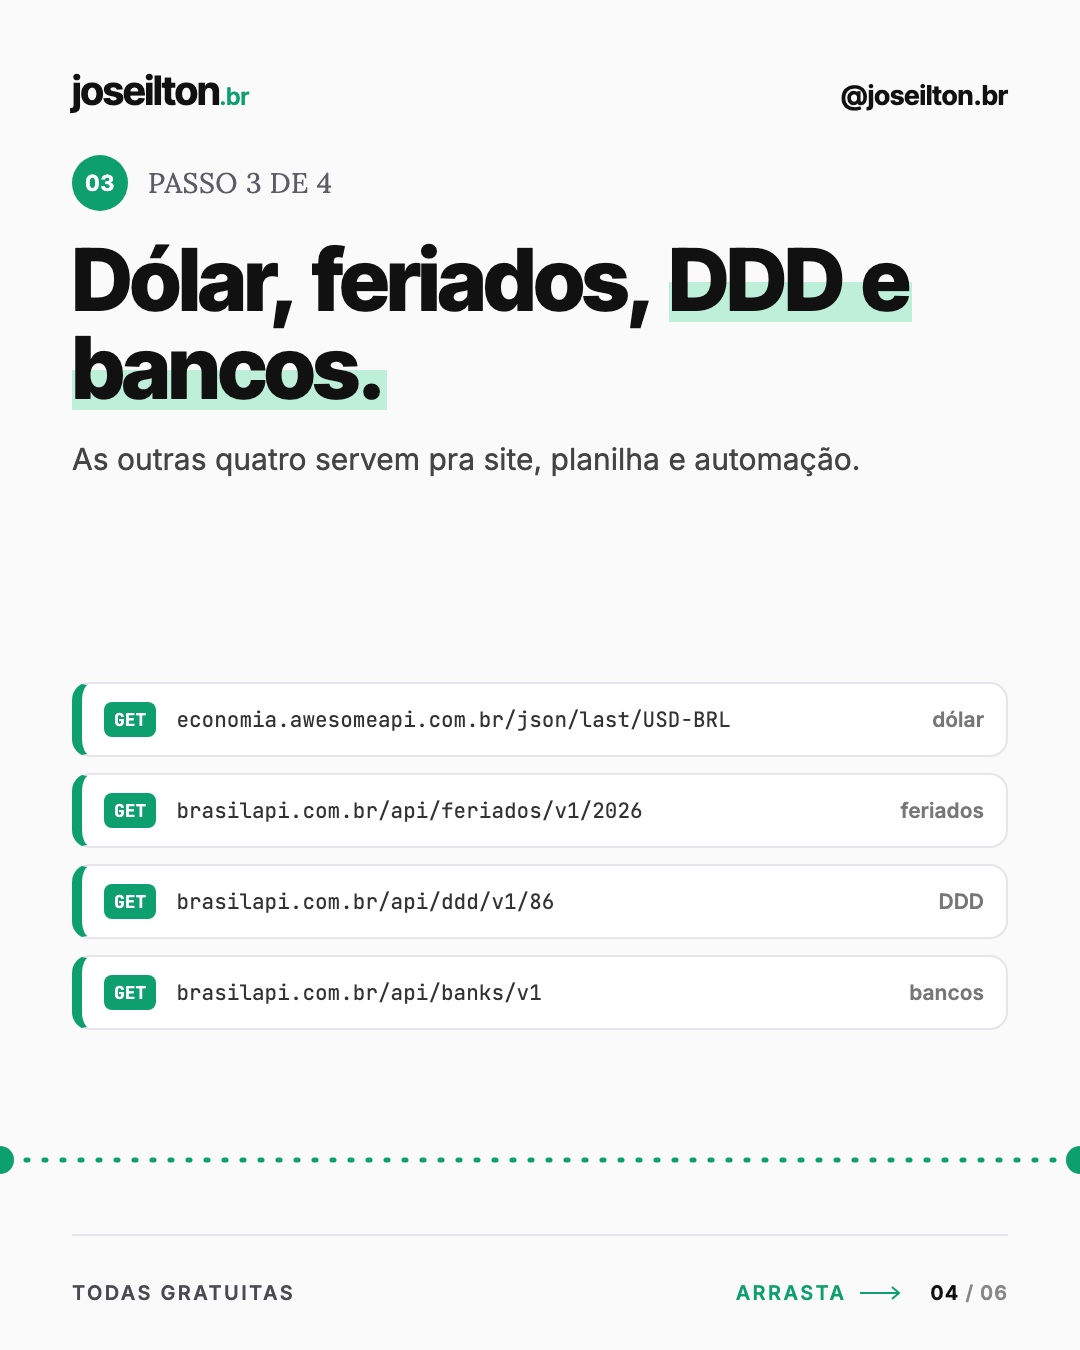 joseilton.br
@joseilton.br
03 PASSO 3 DE 4
Dólar, feriados, DDD e
bancos.
As outras quatro servem pra site, planilha e automação.
GET economia.awesomeapi.com.br/json/last/USD-BRL dólar
GET brasilapi.com.br/api/feriados/v1/2026 feriados
GET brasilapi.com.br/api/ddd/v1/86 DDD
GET brasilapi.com.br/api/banks/v1 bancos
TODAS GRATUITAS
ARRASTA → 04 / 06